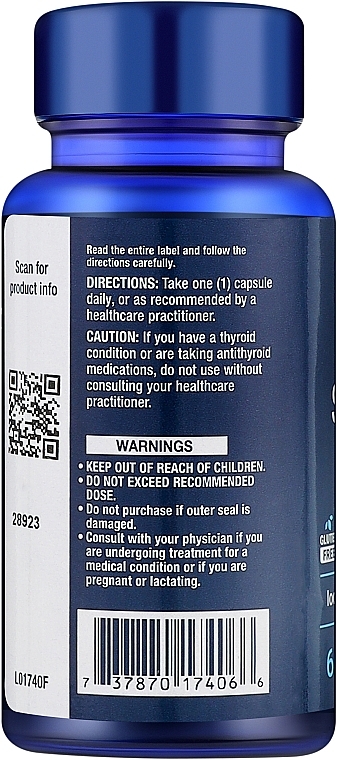 Scan for
product info
28923
L01740F
Read the entire label and follow the
directions carefully.
DIRECTIONS: Take one (1) capsule
daily, or as recommended by a
healthcare practitioner.
CAUTION: If you have a thyroid
condition or are taking antithyroid
medications, do not use without
consulting your healthcare
practitioner.
WARNINGS
• KEEP OUT OF REACH OF CHILDREN.
• DO NOT EXCEED RECOMMENDED
DOSE.
• Do not purchase if outer seal is
damaged.
• Consult with your physician if you
are undergoing treatment for a
medical condition or if you are
pregnant or lactating.
7 37870 17406 6
FREE
6